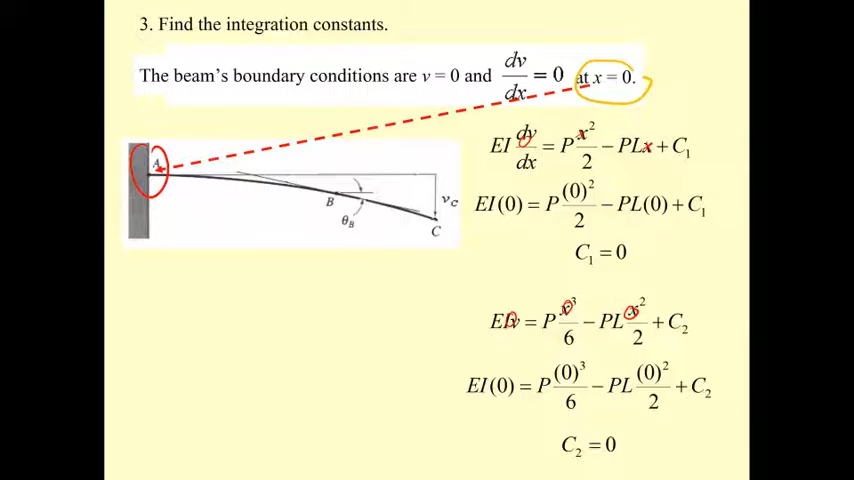 3. Find the integration constants.
The beam's boundary conditions are v = 0 and dv/dx = 0 at x = 0.
EI dv/dx = P x²/2 − PLx + C₁
EI(0) = P (0)²/2 − PL(0) + C₁
C₁ = 0
A
B
θ_B
v_C
C
EIv = P x³/6 − PL x²/2 + C₂
EI(0) = P (0)³/6 − PL (0)²/2 + C₂
C₂ = 0